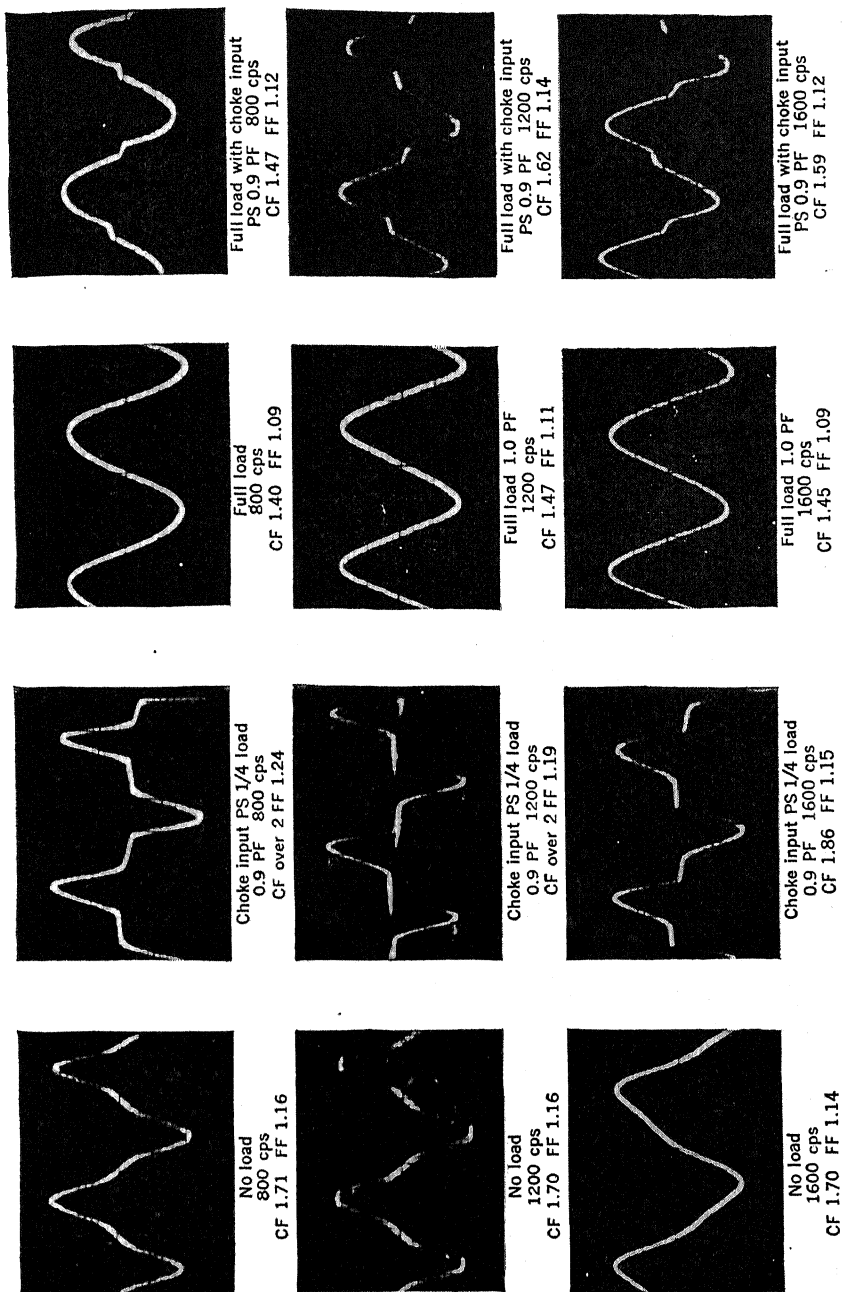 No load
800 cps
CF 1.71 FF 1.16
Choke input PS 1/4 load
0.9 PF 800 cps
CF over 2 FF 1.24
Full load
800 cps
CF 1.40 FF 1.09
Full load with choke input
PS 0.9 PF 800 cps
CF 1.47 FF 1.12
No load
1200 cps
CF 1.70 FF 1.16
Choke input PS 1/4 load
0.9 PF 1200 cps
CF over 2 FF 1.19
Full load 1.0 PF
1200 cps
CF 1.47 FF 1.11
Full load with choke input
PS 0.9 PF 1200 cps
CF 1.62 FF 1.14
No load
1600 cps
CF 1.70 FF 1.14
Choke input PS 1/4 load
0.9 PF 1600 cps
CF 1.86 FF 1.15
Full load 1.0 PF
1600 cps
CF 1.45 FF 1.09
Full load with choke input
PS 0.9 PF 1600 cps
CF 1.59 FF 1.12